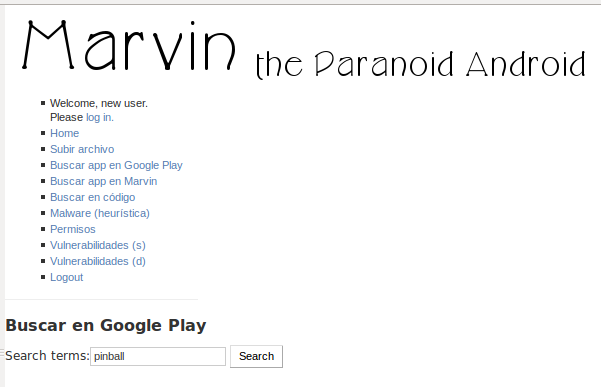 Marvin the Paranoid Android
Welcome, new user.
Please log in.
Home
Subir archivo
Buscar app en Google Play
Buscar app en Marvin
Buscar en código
Malware (heurística)
Permisos
Vulnerabilidades (s)
Vulnerabilidades (d)
Logout
Buscar en Google Play
Search terms: pinball Search